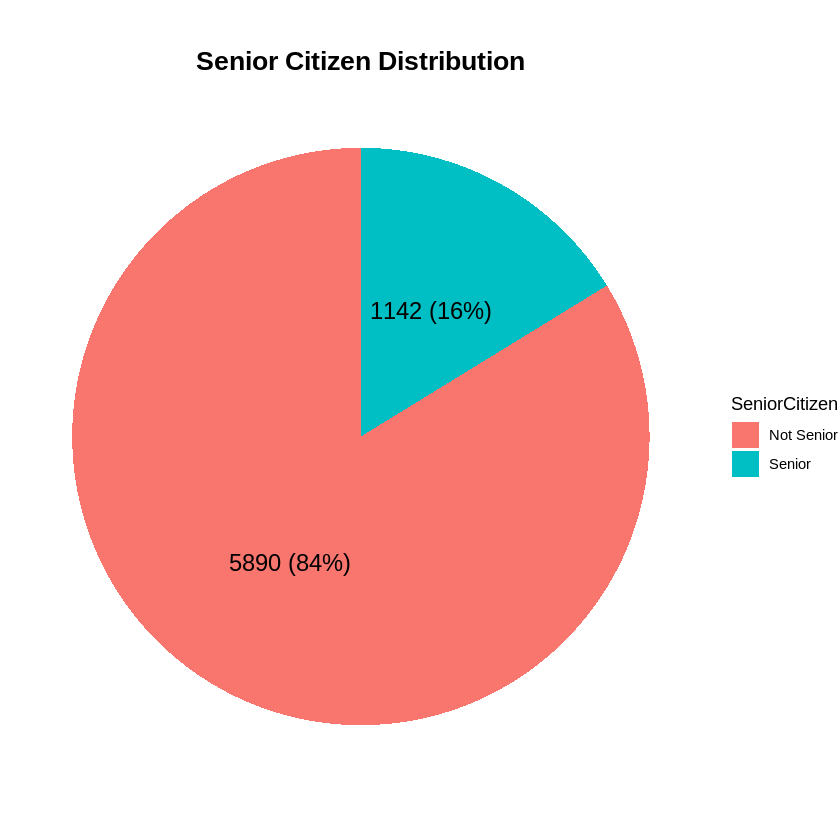 Senior Citizen Distribution
1142 (16%)
5890 (84%)
SeniorCitizen
Not Senior
Senior